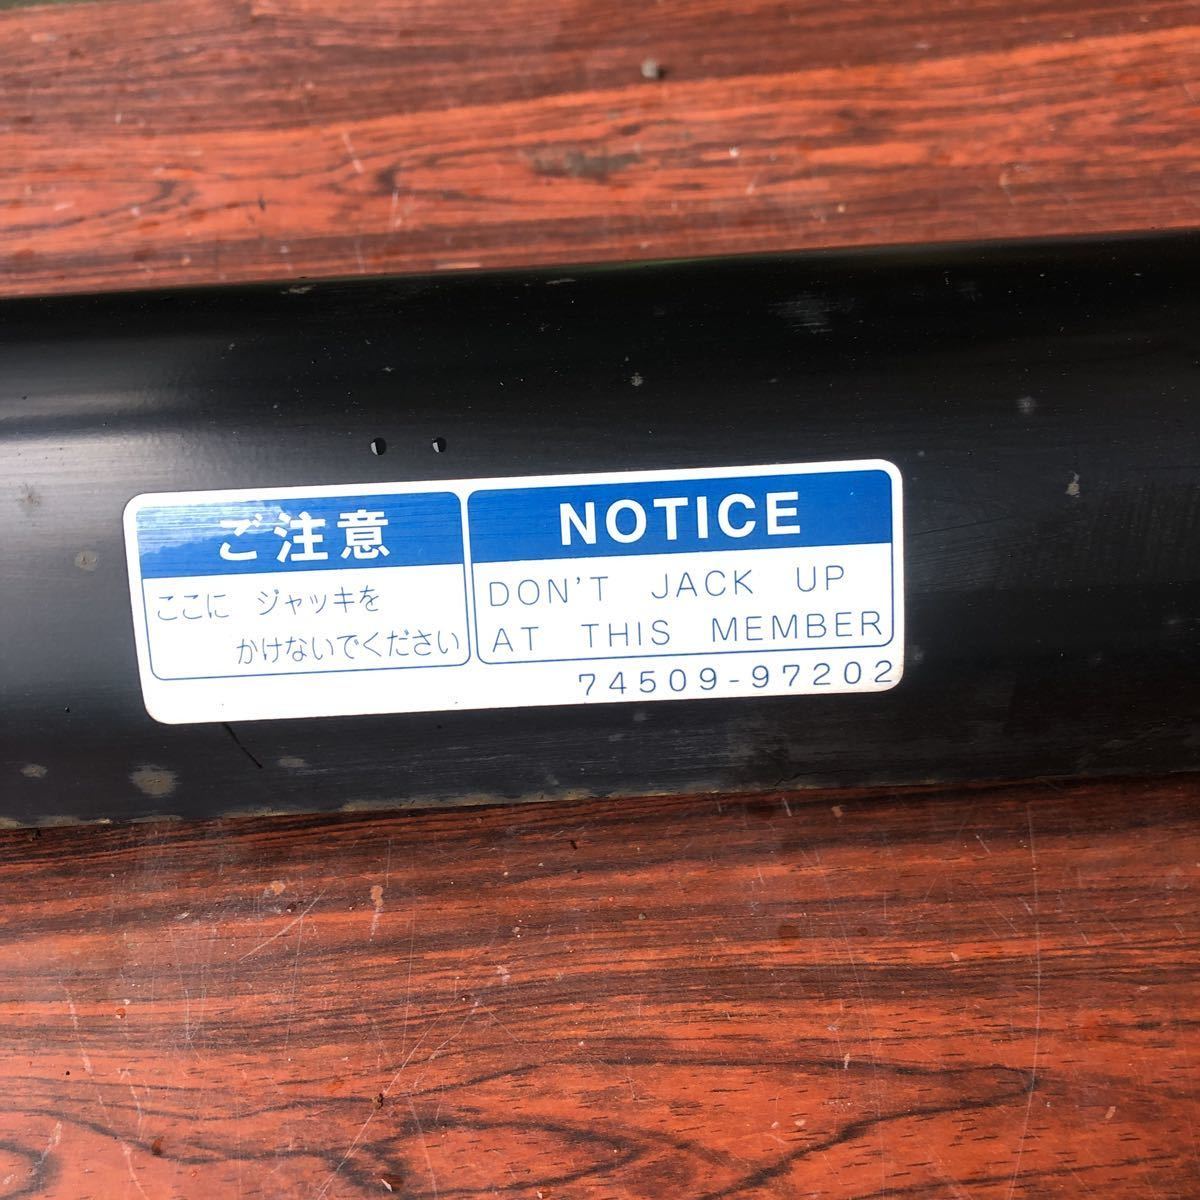 ご注意
ここに ジャッキを
かけないでください
NOTICE
DON'T JACK UP
AT THIS MEMBER
74509-97202